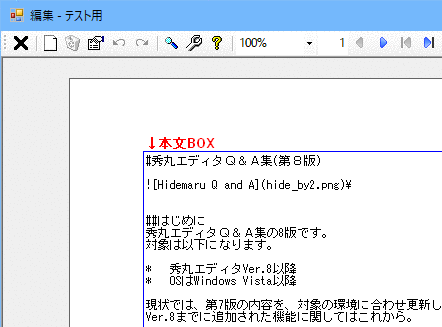 編集 - テスト用
100%
1
↓本文BOX
#秀丸エディタQ&A集(第8版)
![Hidemaru Q and A](hide_by2.png)¥
##はじめに
秀丸エディタQ&A集の8版です。
対象は以下になります。
* 秀丸エディタVer.8以降
* OSはWindows Vista以降
現状では、第7版の内容を、対象の環境に合わせ更新し
Ver.8までに追加された機能に関してはこれから。